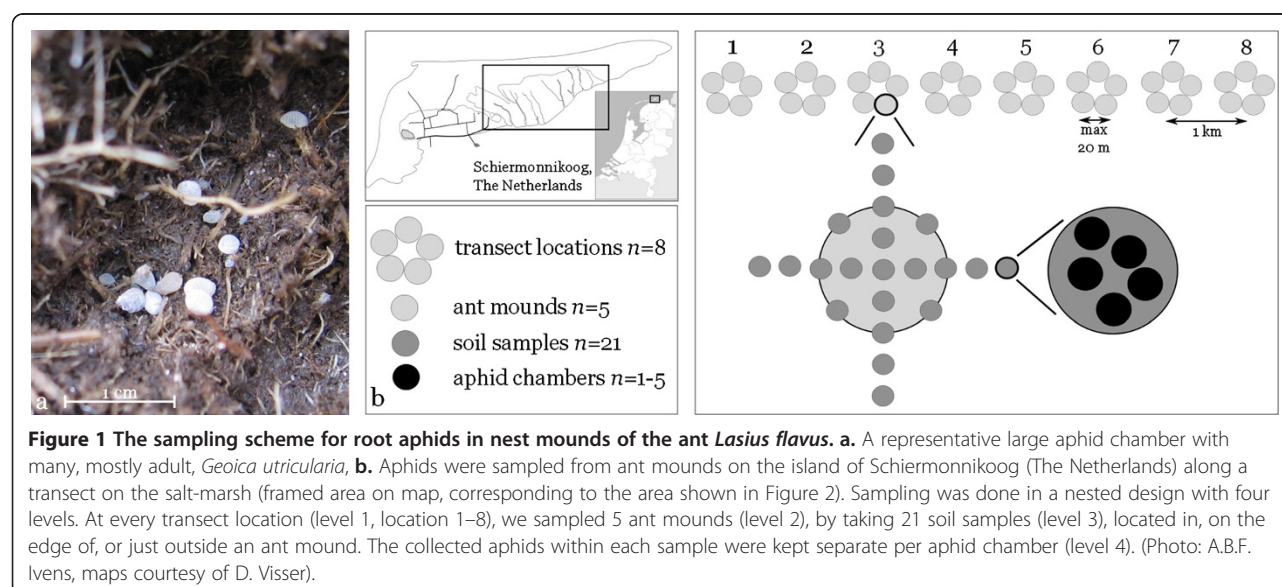 a
1 cm
Schiermonnikoog,
The Netherlands
transect locations n=8
ant mounds n=5
soil samples n=21
aphid chambers n=1-5
b
1 2 3 4 5 6 7 8
max
20 m
1 km
Figure 1 The sampling scheme for root aphids in nest mounds of the ant Lasius flavus. a. A representative large aphid chamber with
many, mostly adult, Geoica utricularia, b. Aphids were sampled from ant mounds on the island of Schiermonnikoog (The Netherlands) along a
transect on the salt-marsh (framed area on map, corresponding to the area shown in Figure 2). Sampling was done in a nested design with four
levels. At every transect location (level 1, location 1–8), we sampled 5 ant mounds (level 2), by taking 21 soil samples (level 3), located in, on the
edge of, or just outside an ant mound. The collected aphids within each sample were kept separate per aphid chamber (level 4). (Photo: A.B.F.
Ivens, maps courtesy of D. Visser).